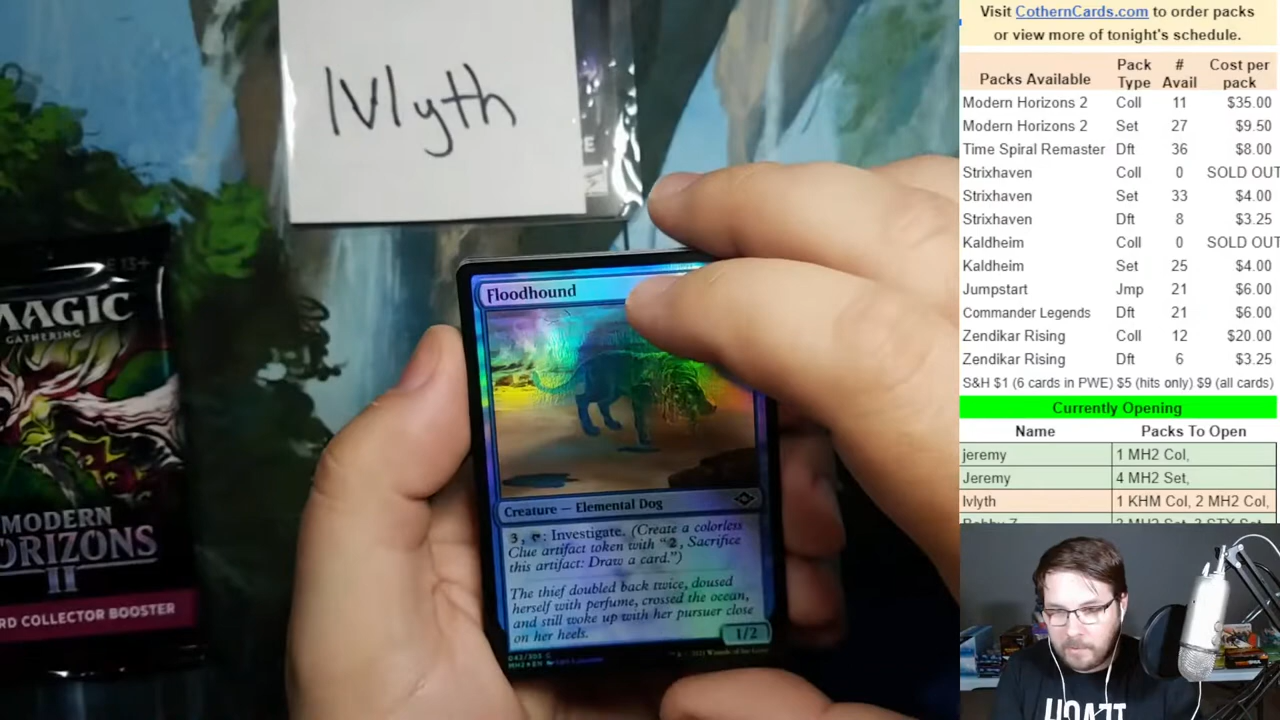 lVlyth
E 13+
MAGIC
GATHERING
MODERN
ORIZONS
II
RD COLLECTOR BOOSTER
Floodhound
Creature — Elemental Dog
3, : Investigate. (Create a colorless
Clue artifact token with “2, Sacrifice
this artifact: Draw a card.”)
The thief doubled back twice, doused
herself with perfume, crossed the ocean,
and still woke up with her pursuer close
on her heels.
1/2
MH2 EN
Visit CothernCards.com to order packs
or view more of tonight's schedule.
Packs Available Pack Type # Avail Cost per pack
Modern Horizons 2 Coll 11 $35.00
Modern Horizons 2 Set 27 $9.50
Time Spiral Remaster Dft 36 $8.00
Strixhaven Coll 0 SOLD OUT
Strixhaven Set 33 $4.00
Strixhaven Dft 8 $3.25
Kaldheim Coll 0 SOLD OUT
Kaldheim Set 25 $4.00
Jumpstart Jmp 21 $6.00
Commander Legends Dft 21 $6.00
Zendikar Rising Coll 12 $20.00
Zendikar Rising Dft 6 $3.25
S&H $1 (6 cards in PWE) $5 (hits only) $9 (all cards)
Currently Opening
Name Packs To Open
jeremy 1 MH2 Col,
Jeremy 4 MH2 Set,
lvlyth 1 KHM Col, 2 MH2 Col,